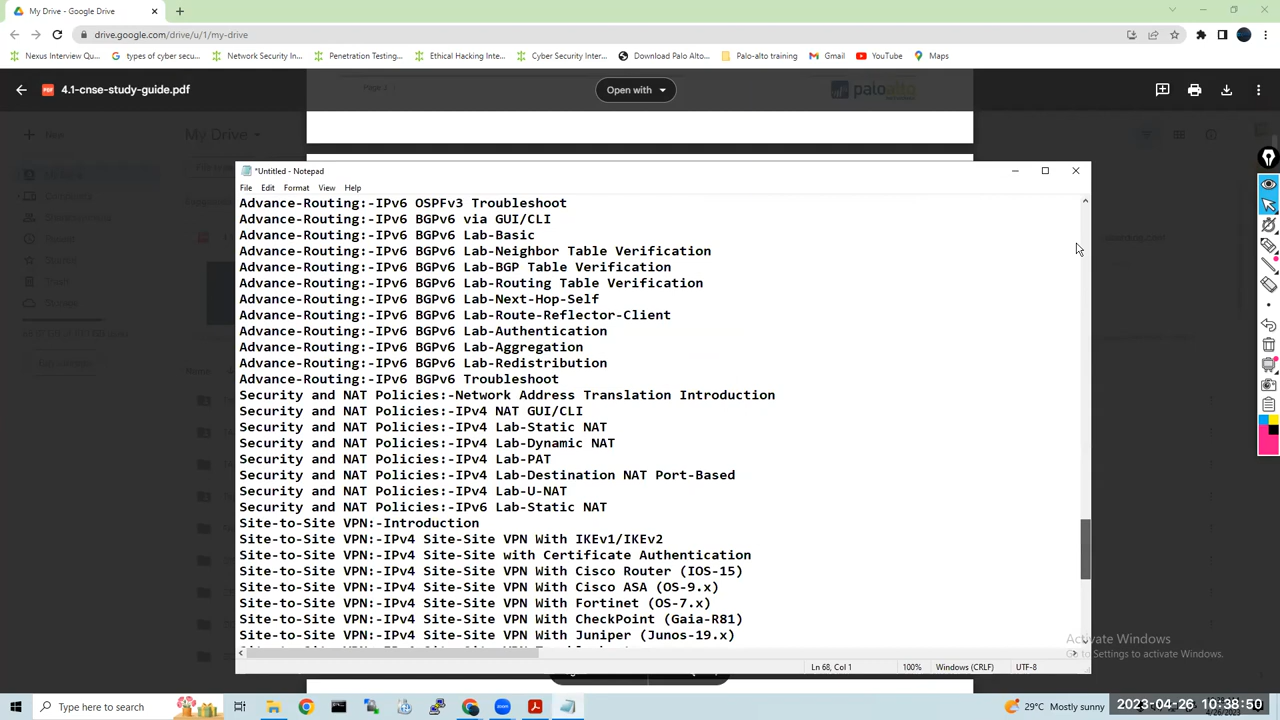 My Drive - Google Drive
drive.google.com/drive/u/1/my-drive
Nexus Interview Qu...
types of cyber secu...
Network Security In...
Penetration Testing...
Ethical Hacking Inte...
Cyber Security Inter...
Download Palo Alto...
Palo-alto training
Gmail
YouTube
Maps
4.1-cnse-study-guide.pdf
Open with
Page 2
paloalto
New
My Drive
*Untitled - Notepad
File Edit Format View Help
Advance-Routing:-IPv6 OSPFv3 Troubleshoot
Advance-Routing:-IPv6 BGPv6 via GUI/CLI
Advance-Routing:-IPv6 BGPv6 Lab-Basic
Advance-Routing:-IPv6 BGPv6 Lab-Neighbor Table Verification
Advance-Routing:-IPv6 BGPv6 Lab-BGP Table Verification
Advance-Routing:-IPv6 BGPv6 Lab-Routing Table Verification
Advance-Routing:-IPv6 BGPv6 Lab-Next-Hop-Self
Advance-Routing:-IPv6 BGPv6 Lab-Route-Reflector-Client
Advance-Routing:-IPv6 BGPv6 Lab-Authentication
Advance-Routing:-IPv6 BGPv6 Lab-Aggregation
Advance-Routing:-IPv6 BGPv6 Lab-Redistribution
Advance-Routing:-IPv6 BGPv6 Troubleshoot
Security and NAT Policies:-Network Address Translation Introduction
Security and NAT Policies:-IPv4 NAT GUI/CLI
Security and NAT Policies:-IPv4 Lab-Static NAT
Security and NAT Policies:-IPv4 Lab-Dynamic NAT
Security and NAT Policies:-IPv4 Lab-PAT
Security and NAT Policies:-IPv4 Lab-Destination NAT Port-Based
Security and NAT Policies:-IPv4 Lab-U-NAT
Security and NAT Policies:-IPv6 Lab-Static NAT
Site-to-Site VPN:-Introduction
Site-to-Site VPN:-IPv4 Site-Site VPN With IKEv1/IKEv2
Site-to-Site VPN:-IPv4 Site-Site with Certificate Authentication
Site-to-Site VPN:-IPv4 Site-Site VPN With Cisco Router (IOS-15)
Site-to-Site VPN:-IPv4 Site-Site VPN With Cisco ASA (OS-9.x)
Site-to-Site VPN:-IPv4 Site-Site VPN With Fortinet (OS-7.x)
Site-to-Site VPN:-IPv4 Site-Site VPN With CheckPoint (Gaia-R81)
Site-to-Site VPN:-IPv4 Site-Site VPN With Juniper (Junos-19.x)
Activate Windows
Go to Settings to activate Windows.
Ln 68, Col 1
100%
Windows (CRLF)
UTF-8
Type here to search
29°C Mostly sunny
2023-04-26 10:38:50